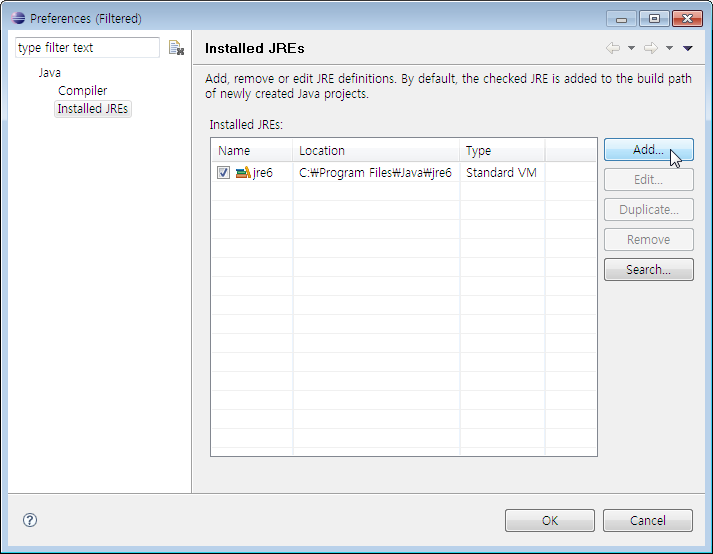 Preferences (Filtered)
type filter text
Java
Compiler
Installed JREs
Installed JREs
Add, remove or edit JRE definitions. By default, the checked JRE is added to the build path
of newly created Java projects.
Installed JREs:
Name Location Type
jre6 C:₩Program Files₩Java₩jre6 Standard VM
Add...
Edit...
Duplicate...
Remove
Search...
?
OK Cancel